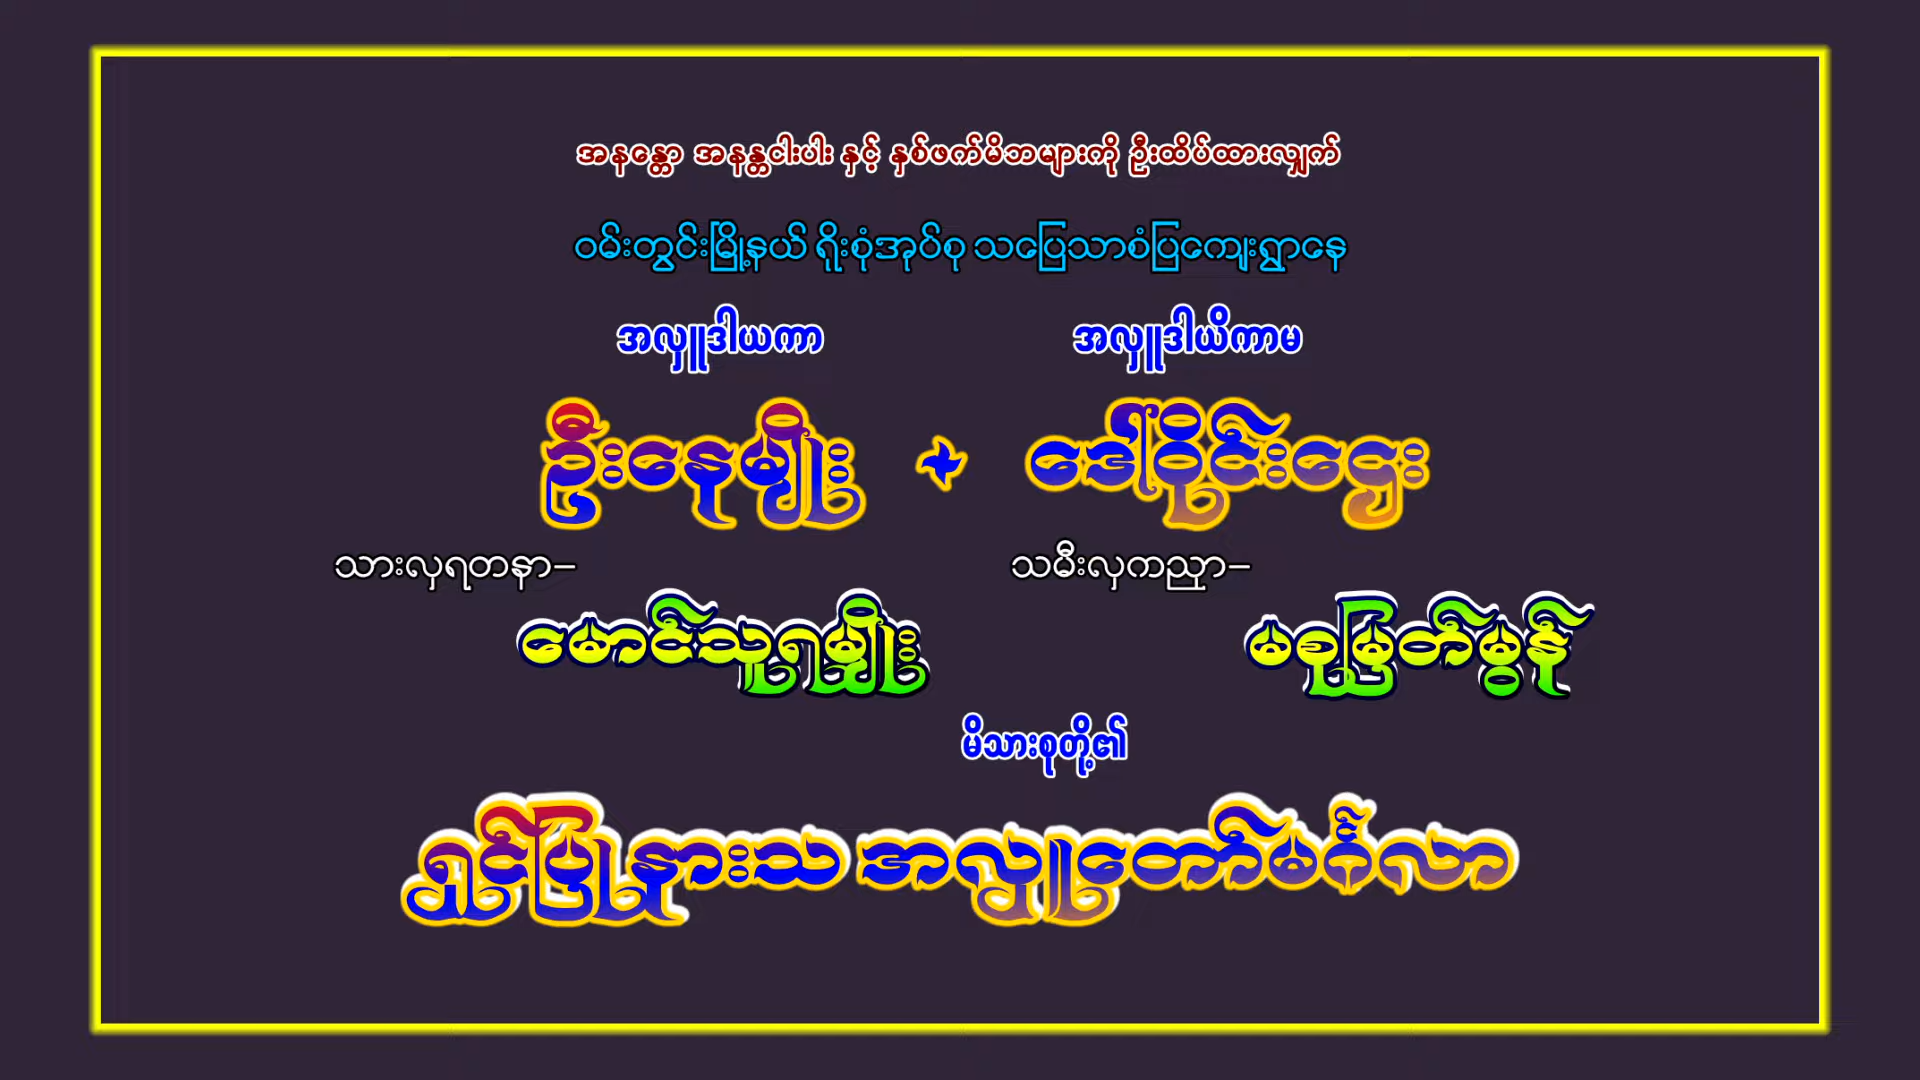 အနန္တော အနန္တငါးပါး နှင့် နှစ်ဖက်မိဘများကို ဦးထိပ်ထားလျှက်
ဝမ်းတွင်းမြို့နယ် ရိုးစုံအုပ်စု သပြေသာစံပြကျေးရွာနေ
အလှူဒါယကာ အလှူဒါယိကာမ
ဦးနေမျိုး + ဒေါ်ဝိုင်းဌေး
သားလှရတနာ- သမီးလှကညာ-
မောင်သူရမျိုး မစုမြတ်မွန်
မိသားစုတို့၏
ရှင်ပြု နားသ အလှူတော်မင်္ဂလာ